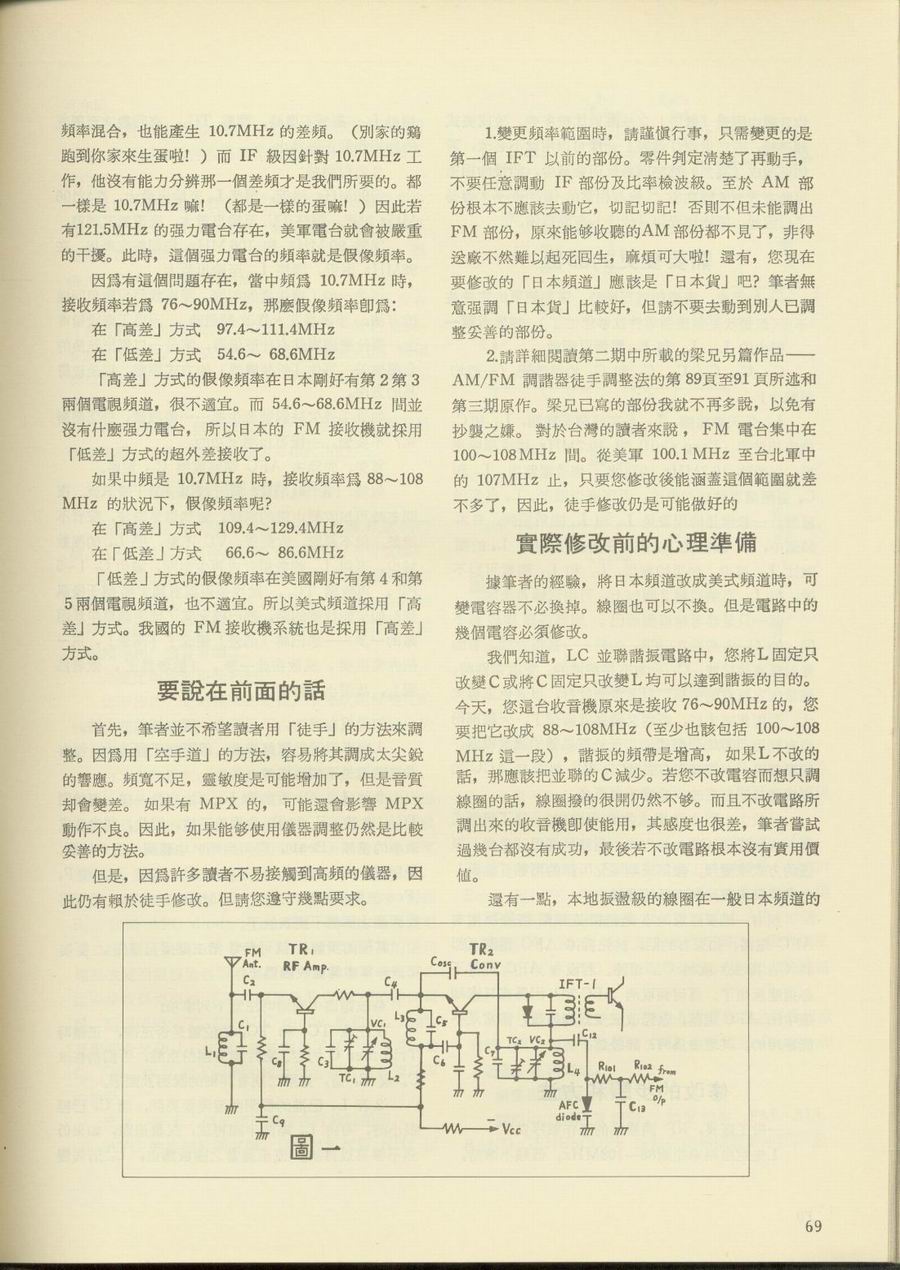 頻率混合，也能產生 10.7MHz 的差頻。（別家的鷄
跑到你家來生蛋啦！）而 IF 級因針對 10.7MHz 工
作，他沒有能力分辨那一個差頻才是我們所要的。都
一樣是 10.7MHz 嘛！（都是一樣的蛋嘛！）因此若
有121.5MHz 的强力電台存在，美軍電台就會被嚴重
的干擾。此時，這個强力電台的頻率就是假像頻率。
因爲有這個問題存在，當中頻爲 10.7MHz 時，
接收頻率若爲 76～90MHz，那麽假像頻率卽爲：
在「高差」方式 97.4～111.4MHz
在「低差」方式 54.6～ 68.6MHz
「高差」方式的假像頻率在日本剛好有第2第3
兩個電視頻道，很不適宜。而 54.6～68.6MHz 間並
沒有什麽强力電台， 所以日本的 FM 接收機就採用
「低差」方式的超外差接收了。
如果中頻是 10.7MHz 時，接收頻率爲 88～108
MHz 的狀況下，假像頻率呢？
在「高差」方式 109.4～129.4MHz
在「低差」方式 66.6～ 86.6MHz
「低差」方式的假像頻率在美國剛好有第4和第
5兩個電視頻道，也不適宜。所以美式頻道採用「高
差」方式。我國的 FM 接收機系統也是採用「高差」
方式。
要說在前面的話
首先，筆者並不希望讀者用「徒手」的方法來調
整。因爲用「空手道」的方法，容易將其調成太尖銳
的響應。頻寬不足，靈敏度是可能增加了，但是音質
却會變差。 如果有 MPX 的， 可能還會影響 MPX
動作不良。因此，如果能够使用儀器調整仍然是比較
妥善的方法。
但是，因爲許多讀者不易接觸到高頻的儀器，因
此仍有賴於徒手修改。但請您遵守幾點要求。
1.變更頻率範圍時，請謹愼行事，只需變更的是
第一個 IFT 以前的部份。零件判定淸楚了再動手，
不要任意調動 IF 部份及比率檢波級。至於 AM 部
份根本不應該去動它，切記切記！否則不但未能調出
FM 部份，原來能够收聽的AM部份都不見了，非得
送廠不然難以起死囘生，麻煩可大啦！還有，您現在
要修改的「日本頻道」應該是「日本貨」吧？筆者無
意强調「日本貨」比較好，但請不要去動到別人已調
整妥善的部份。
2.請詳細閱讀第二期中所載的梁兄另篇作品——
AM/FM 調諧器徒手調整法的第 89頁至91 頁所述和
第三期原作。梁兄已寫的部份我就不再多說，以免有
抄襲之嫌。 對於台灣的讀者來說， FM 電台集中在
100～108MHz 間。從美軍 100.1MHz 至台北軍中
的 107MHz 止，只要您修改後能涵蓋這個範圍就差
不多了，因此，徒手修改仍是可能做好的
實際修改前的心理準備
據筆者的經驗，將日本頻道改成美式頻道時，可
變電容器不必換掉。線圈也可以不換。但是電路中的
幾個電容必須修改。
我們知道，LC 並聯諧振電路中，您將L固定只
改變C或將C固定只改變L均可以達到諧振的目的。
今天，您這台收音機原來是接收 76～90MHz 的，您
要把它改成 88～108MHz（至少也該包括 100～108
MHz 這一段），諧振的頻帶是增高， 如果L不改的
話，那應該把並聯的C減少。若您不改電容而想只調
線圈的話，線圈撥的很開仍然不够。而且不改電路所
調出來的收音機卽使能用，其感度也很差，筆者嘗試
過幾台都沒有成功，最後若不改電路根本沒有實用價
値。
還有一點，本地振盪級的線圈在一般日本頻道的
FM
Ant.
TR1
RF Amp.
TR2
Conv
Cosc
C2
C4
IFT-1
L1
C1
C8
C3
VC1
TC1
L2
L3
C5
C6
C7
TC2
VC2
L4
C12
R101
R102
from
FM
O/P
AFC
diode
C13
C9
− Vcc
圖一
69